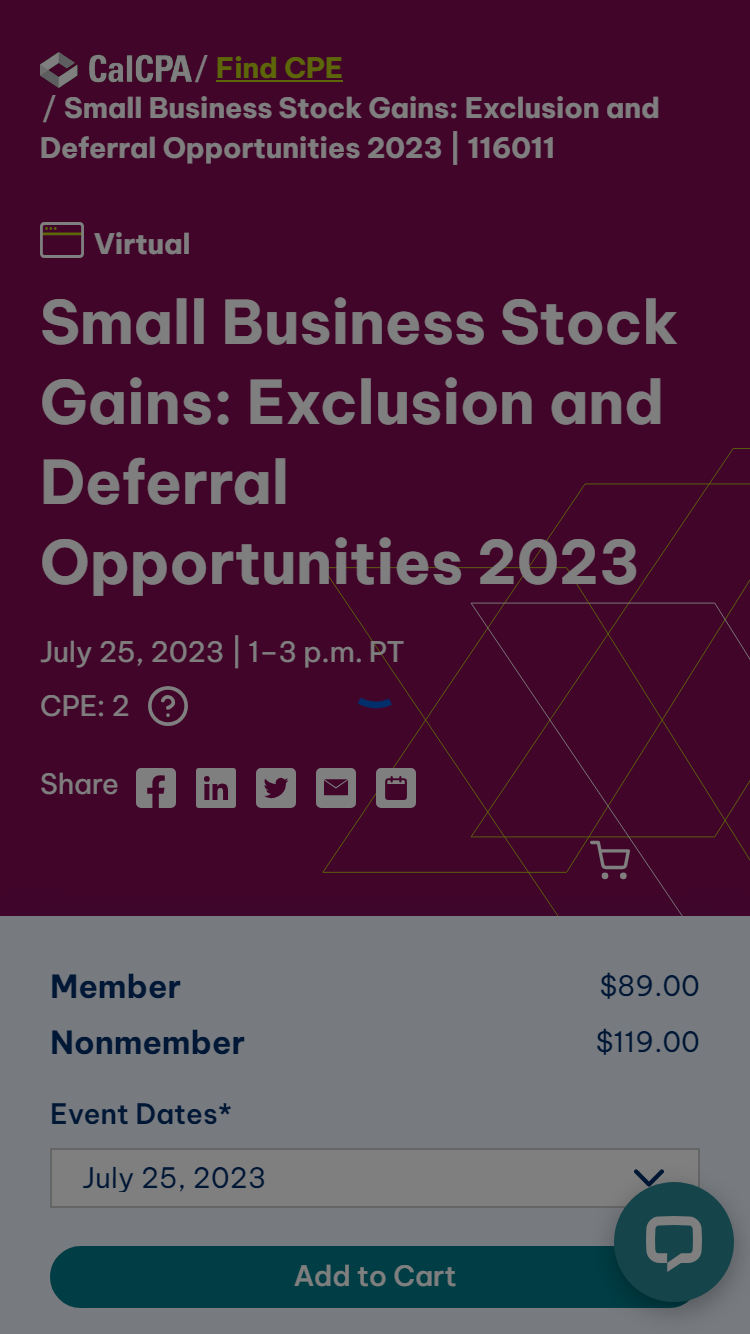 CalCPA / Find CPE
/ Small Business Stock Gains: Exclusion and
Deferral Opportunities 2023 | 116011
Virtual
Small Business Stock
Gains: Exclusion and
Deferral
Opportunities 2023
July 25, 2023 | 1–3 p.m. PT
CPE: 2 ?
Share
Member $89.00
Nonmember $119.00
Event Dates*
July 25, 2023
Add to Cart